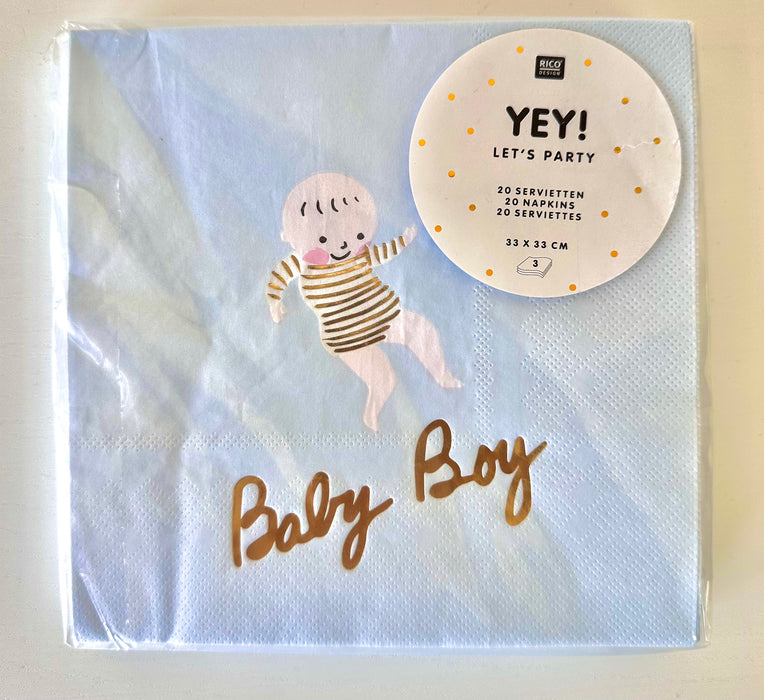 RICO
DESIGN
YEY!
LET'S PARTY
20 SERVIETTEN
20 NAPKINS
20 SERVIETTES
33 X 33 CM
3
Baby Boy